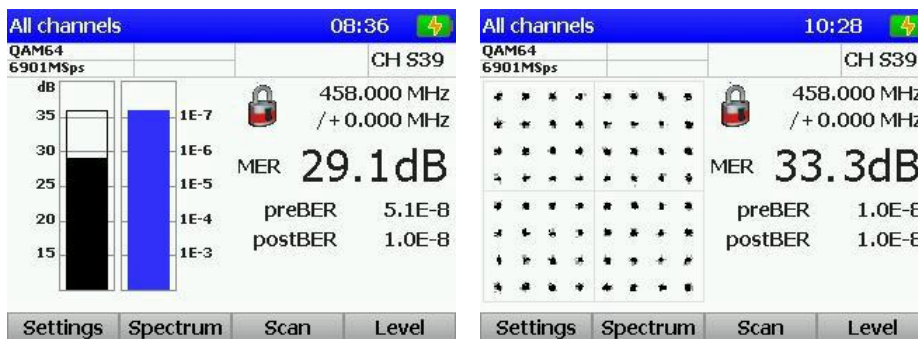 All channels 08:36
QAM64
6901MSps
CH S39
dB
35
30
25
20
15
1E-7
1E-6
1E-5
1E-4
1E-3
458.000 MHz
/+0.000 MHz
MER 29.1dB
preBER 5.1E-8
postBER 1.0E-8
Settings Spectrum Scan Level
All channels 10:28
QAM64
6901MSps
CH S39
458.000 MHz
/+0.000 MHz
MER 33.3dB
preBER 1.0E-8
postBER 1.0E-8
Settings Spectrum Scan Level